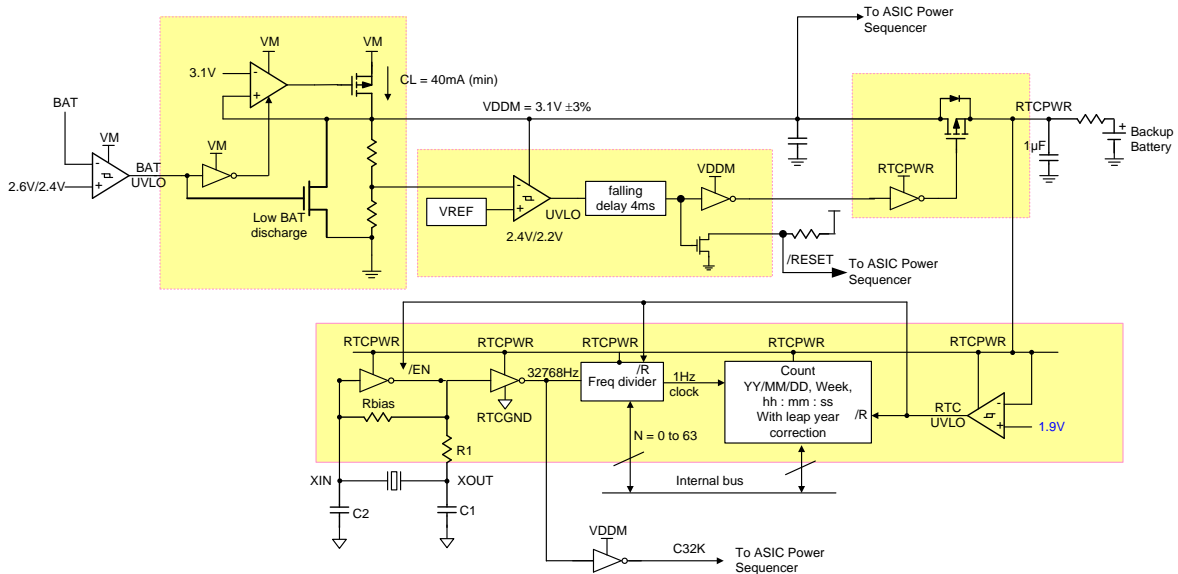 To ASIC Power
Sequencer
VM
VM
3.1V
-
+
CL = 40mA (min)
BAT
VDDM = 3.1V ±3%
RTCPWR
+
Backup
Battery
1µF
VM
VM
-
+
2.6V/2.4V
BAT
UVLO
Low BAT
discharge
VREF
-
+
UVLO
2.4V/2.2V
falling
delay 4ms
VDDM
RTCPWR
/RESET
To ASIC Power
Sequencer
RTCPWR
RTCPWR
RTCPWR
RTCPWR
RTCPWR
/EN
Rbias
RTCGND
32768Hz
/R
Freq divider
1Hz
clock
Count
YY/MM/DD, Week,
hh : mm : ss
With leap year
correction
/R
RTC
UVLO
-
+
1.9V
R1
N = 0 to 63
XIN
XOUT
Internal bus
C2
C1
VDDM
C32K
To ASIC Power
Sequencer